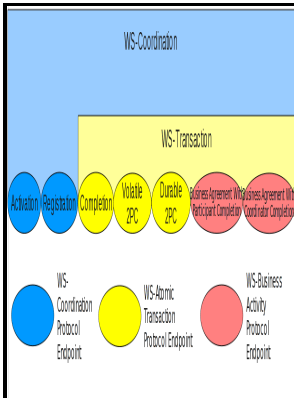 WS-Coordination
WS-Transaction
Activation
Registration
Completion
Volatile
2PC
Durable
2PC
Business Agreement With
Participant Completion
Business Agreement With
Coordinator Completion
WS-
Coordination
Protocol
Endpoint
WS-Atomic
Transaction
Protocol Endpoint
WS-Business
Activity
Protocol
Endpoint